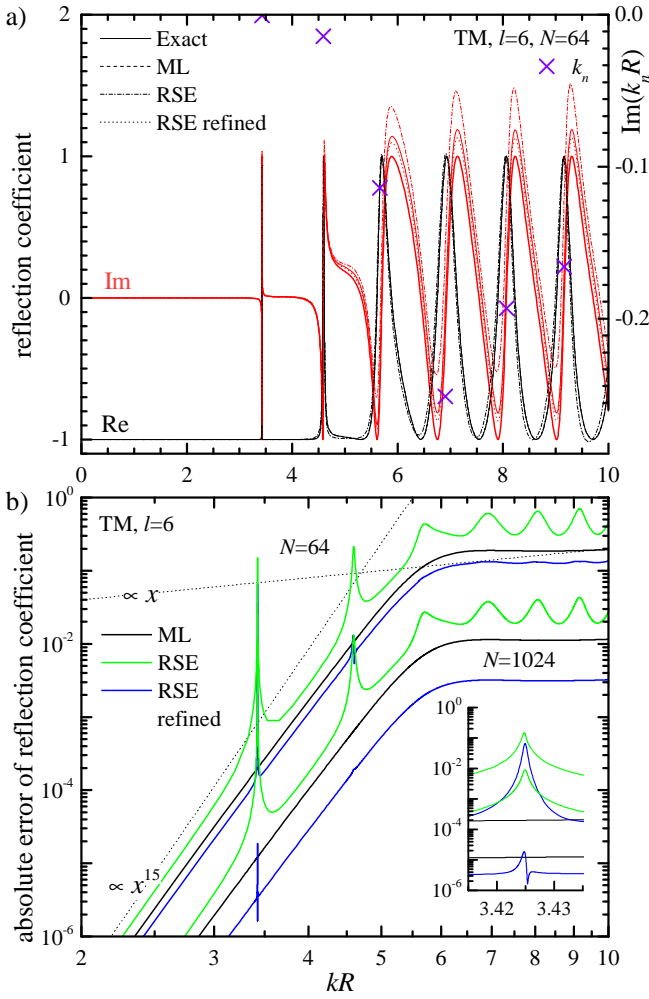 a)
Exact
ML
RSE
RSE refined
TM, l=6, N=64
k_n
Im
Re
reflection coefficient
2
1
0
-1
0.0
-0.1
-0.2
Im(k_nR)
0 2 4 6 8 10
b)
TM, l=6
N=64
∝ x
ML
RSE
RSE
refined
N=1024
∝ x^15
absolute error of reflection coefficient
10^0
10^-2
10^-4
10^-6
10^0
10^-2
10^-4
10^-6
3.42 3.43
2 3 4 5 6 7 8 9 10
kR